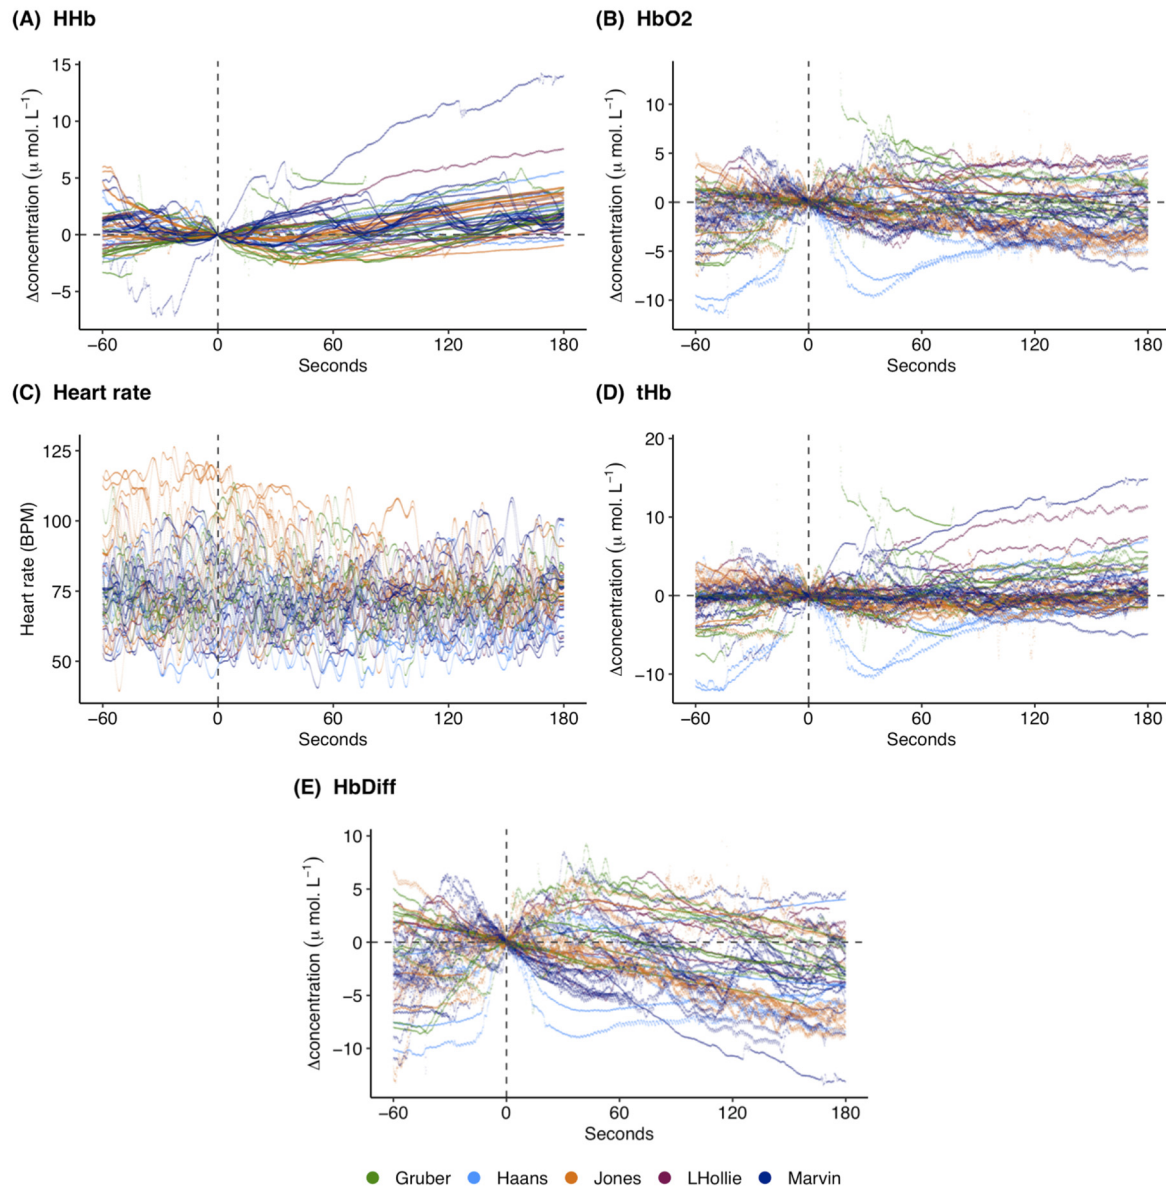 (A) HHb
Δconcentration (μ mol. L⁻¹)
15
10
5
0
−5
−60 0 60 120 180
Seconds
(B) HbO2
Δconcentration (μ mol. L⁻¹)
10
5
0
−5
−10
−60 0 60 120 180
Seconds
(C) Heart rate
Heart rate (BPM)
125
100
75
50
−60 0 60 120 180
Seconds
(D) tHb
Δconcentration (μ mol. L⁻¹)
20
10
0
−10
−60 0 60 120 180
Seconds
(E) HbDiff
Δconcentration (μ mol. L⁻¹)
10
5
0
−5
−10
−60 0 60 120 180
Seconds
Gruber Haans Jones LHollie Marvin